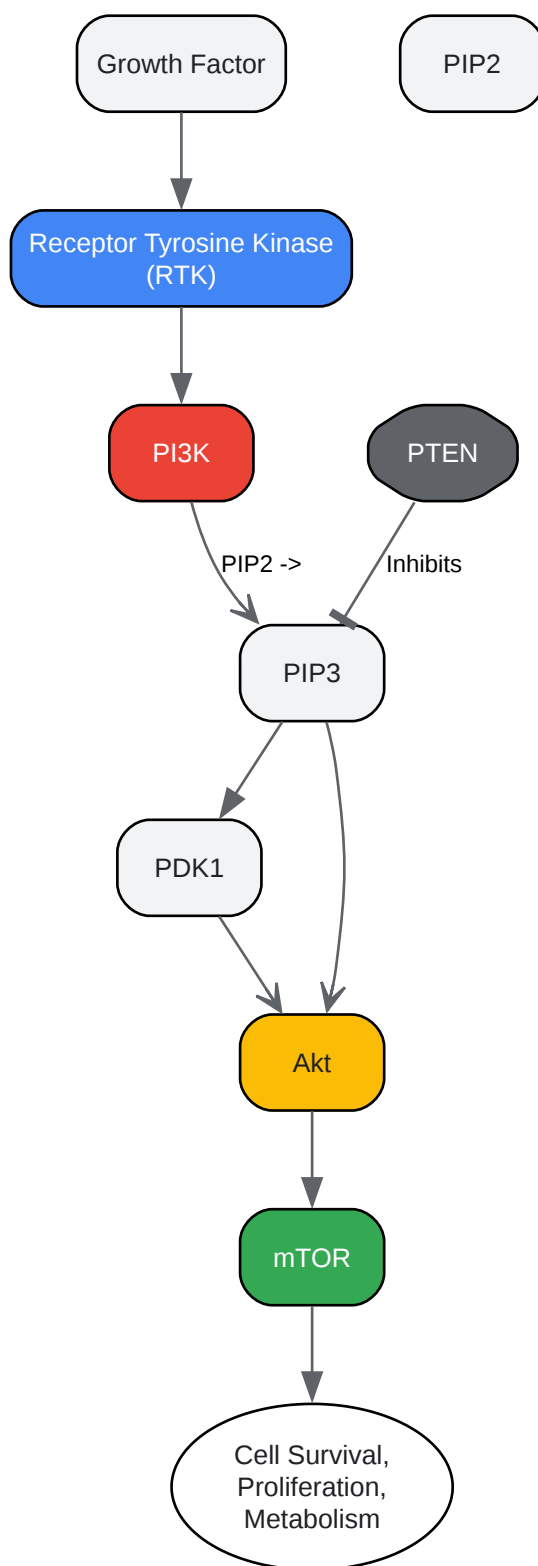 Growth Factor
PIP2
Receptor Tyrosine Kinase
(RTK)
PI3K
PTEN
PIP2 ->
Inhibits
PIP3
PDK1
Akt
mTOR
Cell Survival,
Proliferation,
Metabolism